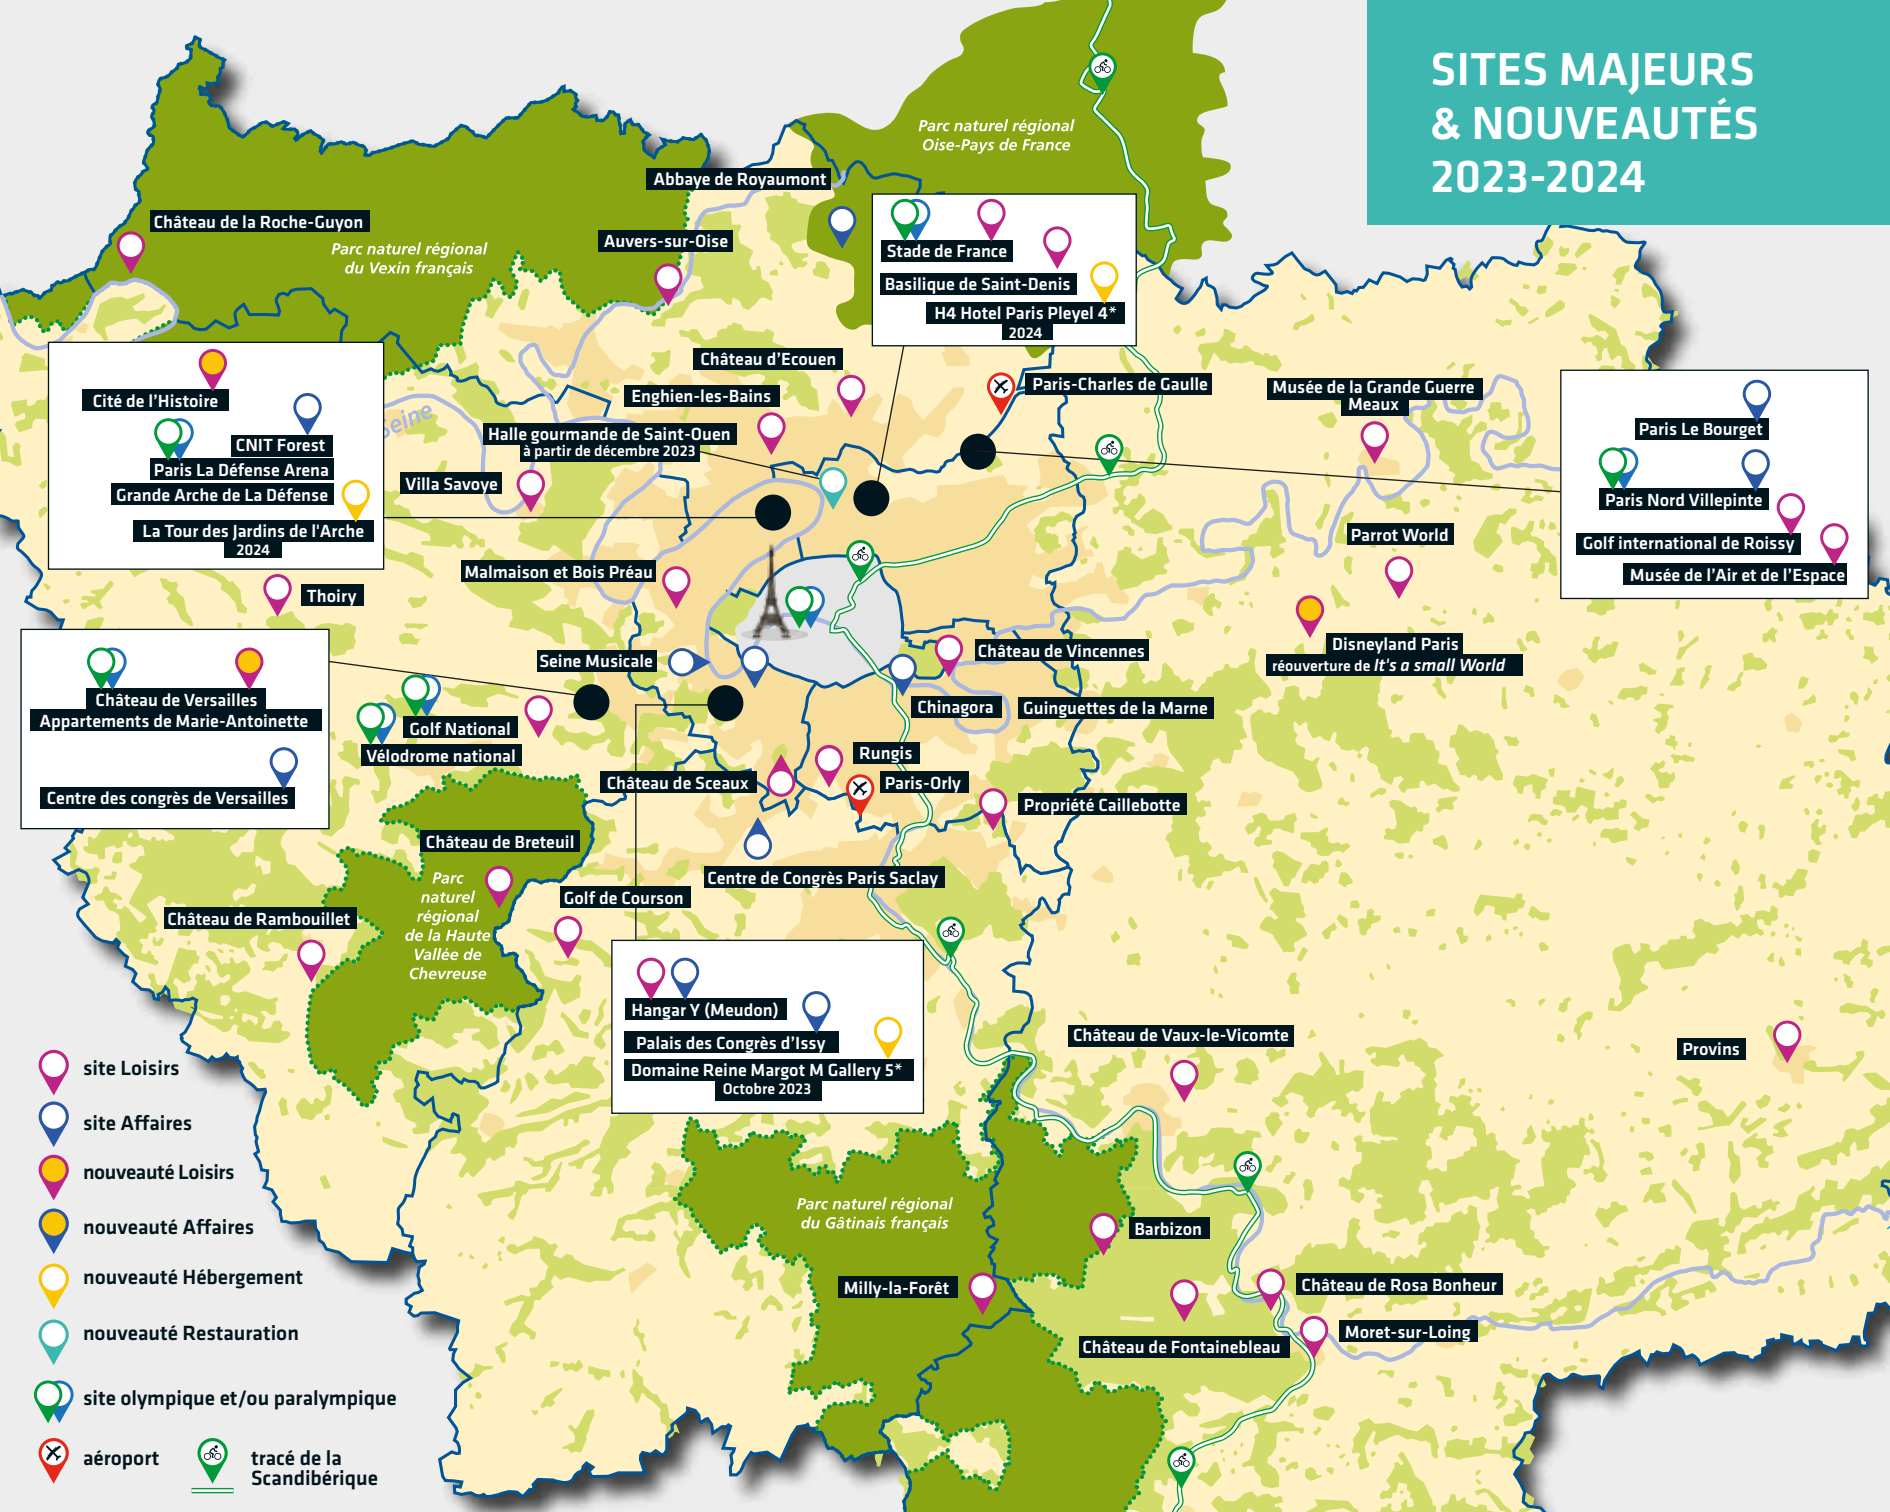 SITES MAJEURS
& NOUVEAUTÉS
2023-2024
Parc naturel régional
Oise-Pays de France
Abbaye de Royaumont
Château de la Roche-Guyon
Parc naturel régional
du Vexin français
Auvers-sur-Oise
Stade de France
Basilique de Saint-Denis
H4 Hotel Paris Pleyel 4*
2024
Château d'Ecouen
Enghien-les-Bains
Paris-Charles de Gaulle
Musée de la Grande Guerre
Meaux
Cité de l'Histoire
CNIT Forest
Paris La Défense Arena
Grande Arche de La Défense
La Tour des Jardins de l'Arche
2024
Seine
Halle gourmande de Saint-Ouen
à partir de décembre 2023
Villa Savoye
Paris Le Bourget
Paris Nord Villepinte
Golf international de Roissy
Musée de l'Air et de l'Espace
Parrot World
Malmaison et Bois Préau
Thoiry
Disneyland Paris
réouverture de It's a small World
Seine Musicale
Château de Vincennes
Chinagora
Guinguettes de la Marne
Château de Versailles
Appartements de Marie-Antoinette
Centre des congrès de Versailles
Golf National
Vélodrome national
Rungis
Château de Sceaux
Paris-Orly
Propriété Caillebotte
Château de Breteuil
Centre de Congrès Paris Saclay
Parc
naturel
régional
de la Haute
Vallée de
Chevreuse
Golf de Courson
Château de Rambouillet
Hangar Y (Meudon)
Palais des Congrès d'Issy
Domaine Reine Margot M Gallery 5*
Octobre 2023
Château de Vaux-le-Vicomte
Provins
Parc naturel régional
du Gâtinais français
Barbizon
Milly-la-Forêt
Château de Rosa Bonheur
Moret-sur-Loing
Château de Fontainebleau
site Loisirs
site Affaires
nouveauté Loisirs
nouveauté Affaires
nouveauté Hébergement
nouveauté Restauration
site olympique et/ou paralympique
aéroport
tracé de la
Scandibérique